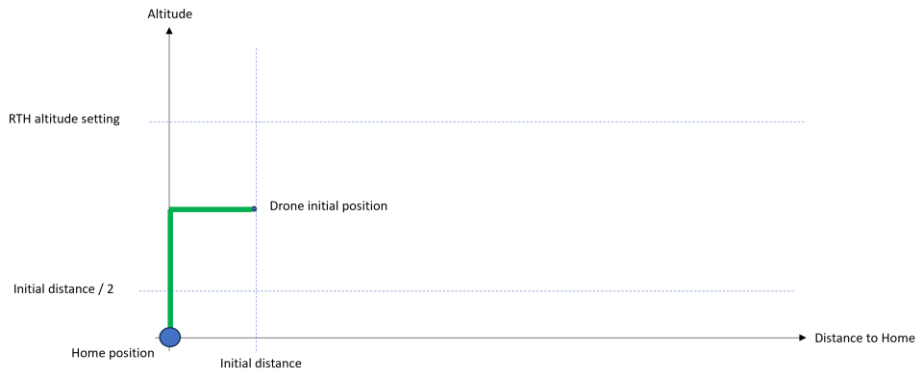 Altitude
RTH altitude setting
Drone initial position
Initial distance / 2
Distance to Home
Home position
Initial distance